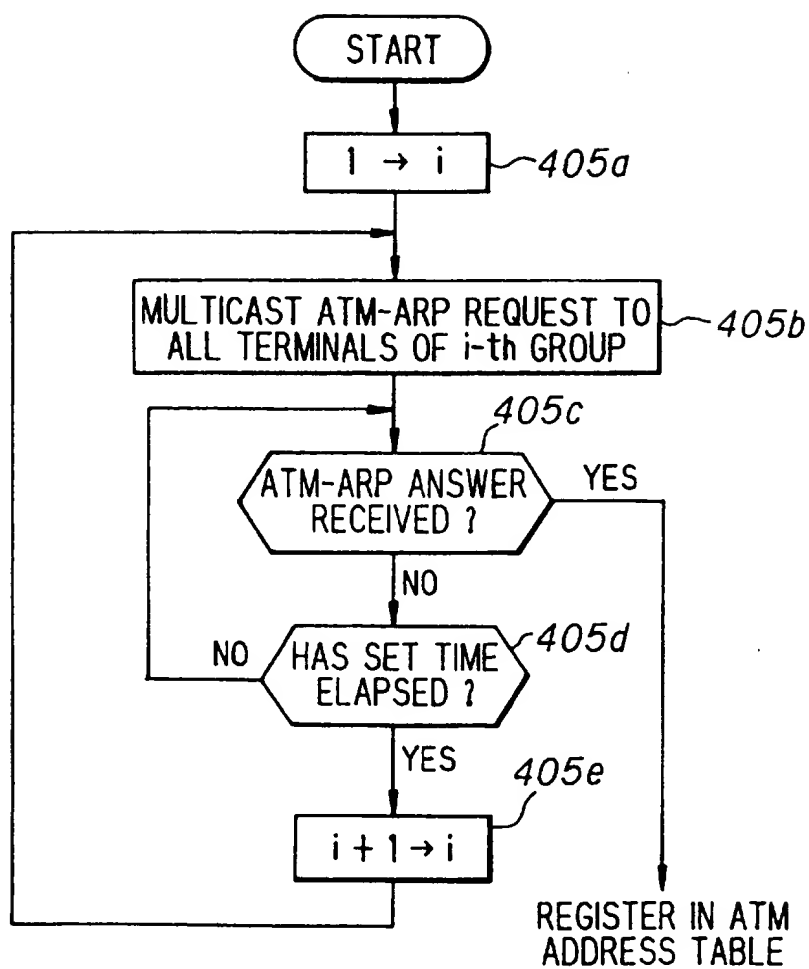 START
1 → i
405a
MULTICAST ATM-ARP REQUEST TO
ALL TERMINALS OF i-th GROUP
405b
405c
ATM-ARP ANSWER
RECEIVED ?
YES
NO
405d
NO
HAS SET TIME
ELAPSED ?
YES
405e
i + 1 → i
REGISTER IN ATM
ADDRESS TABLE